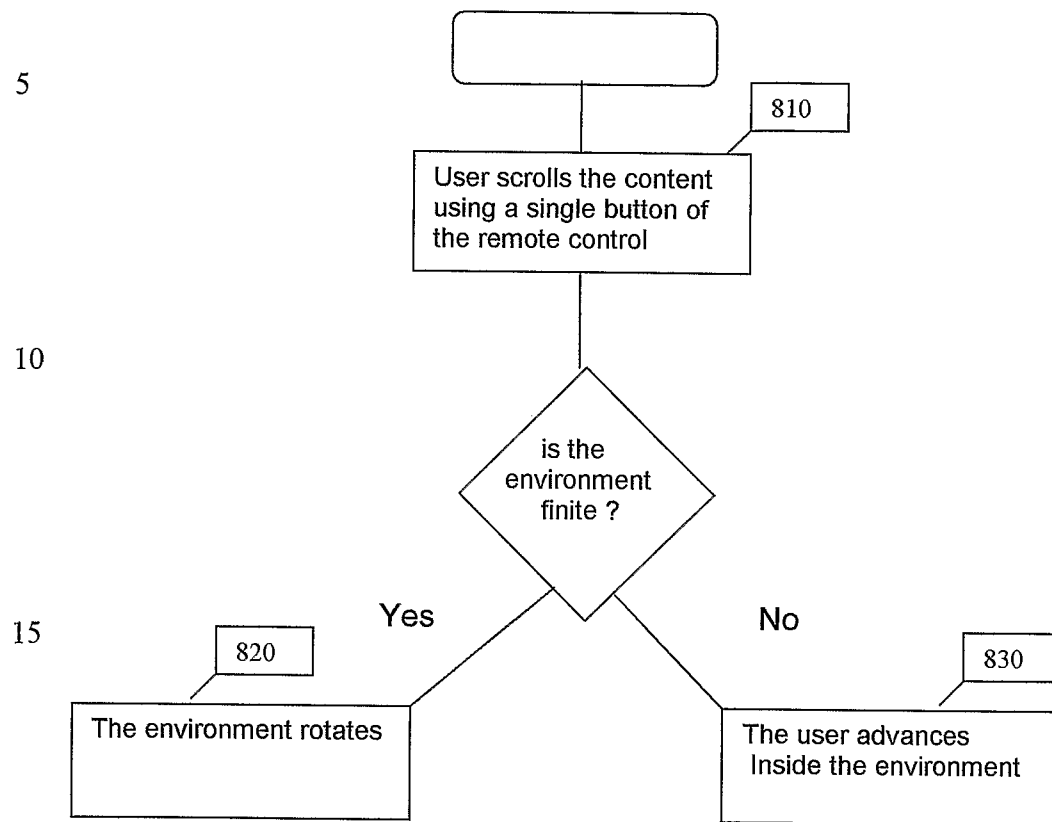 5
810
User scrolls the content
using a single button of
the remote control
10
is the
environment
finite ?
Yes
No
15
820
830
The environment rotates
The user advances
Inside the environment